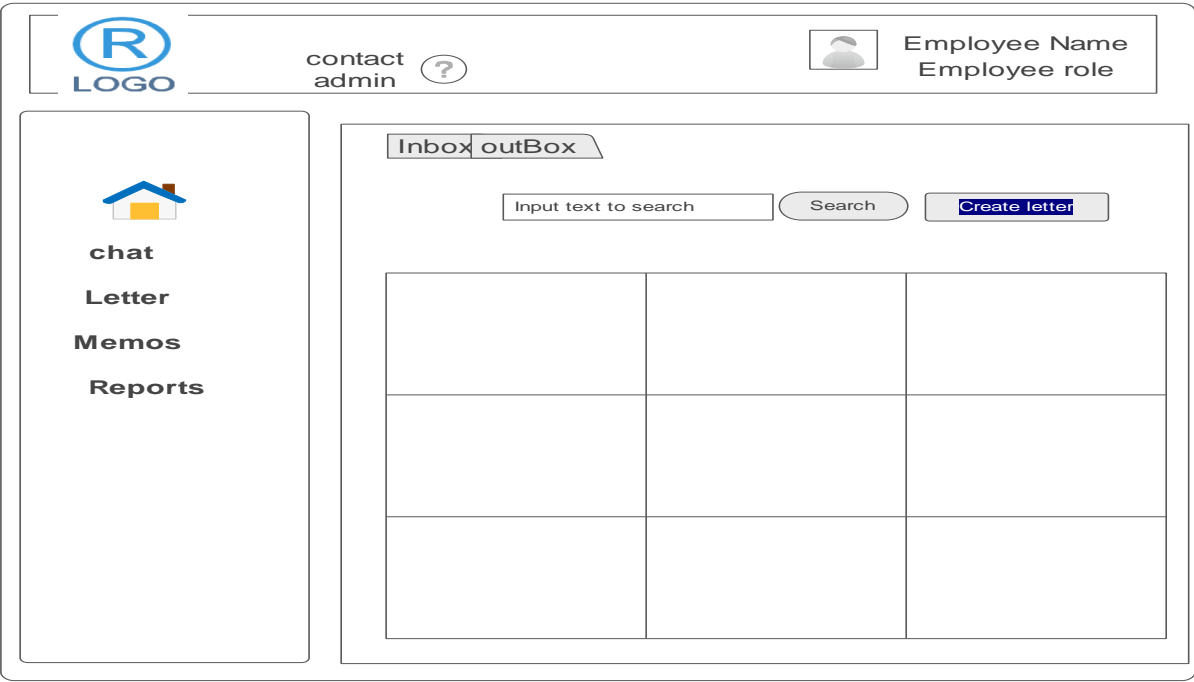 R
LOGO
contact
admin
?
Employee Name
Employee role
chat
Letter
Memos
Reports
Inbox
outBox
Input text to search
Search
Create letter